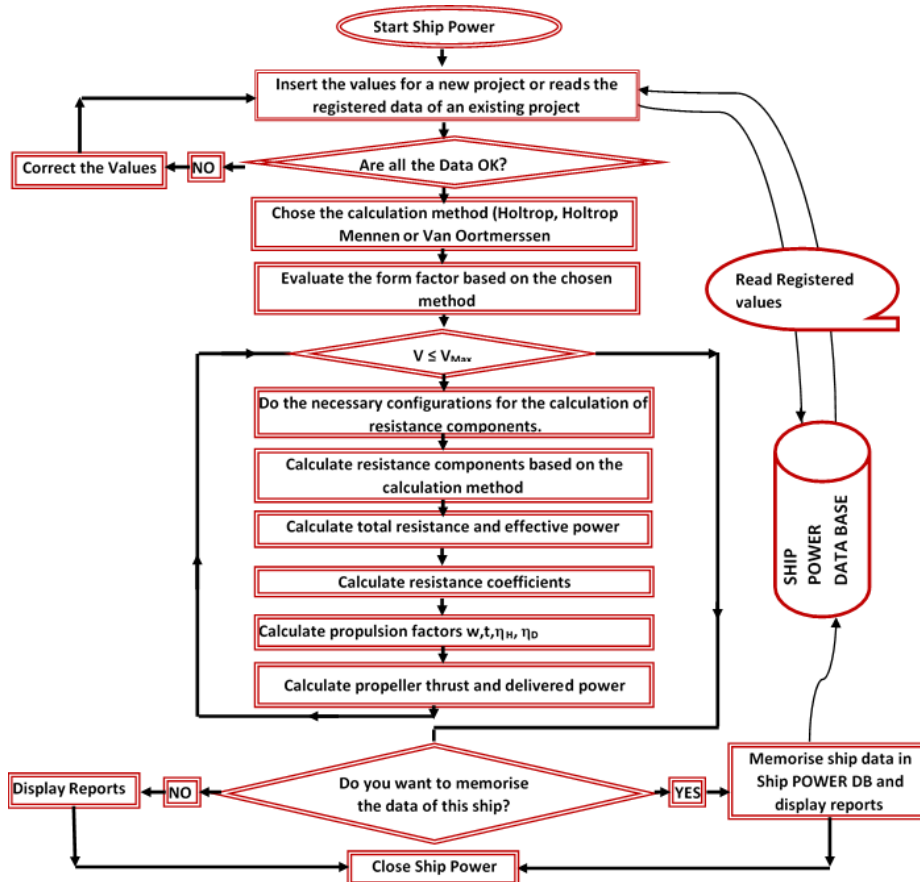 Start Ship Power
Insert the values for a new project or reads the
registered data of an existing project
Correct the Values
NO
Are all the Data OK?
Chose the calculation method (Holtrop, Holtrop
Mennen or Van Oortmerssen
Evaluate the form factor based on the chosen
method
Read Registered
values
V ≤ VMax
Do the necessary configurations for the calculation of
resistance components.
Calculate resistance components based on the
calculation method
Calculate total resistance and effective power
Calculate resistance coefficients
Calculate propulsion factors w,t,ηH, ηD
Calculate propeller thrust and delivered power
SHIP
POWER
DATA BASE
Do you want to memorise
the data of this ship?
NO
Display Reports
YES
Memorise ship data in
Ship POWER DB and
display reports
Close Ship Power